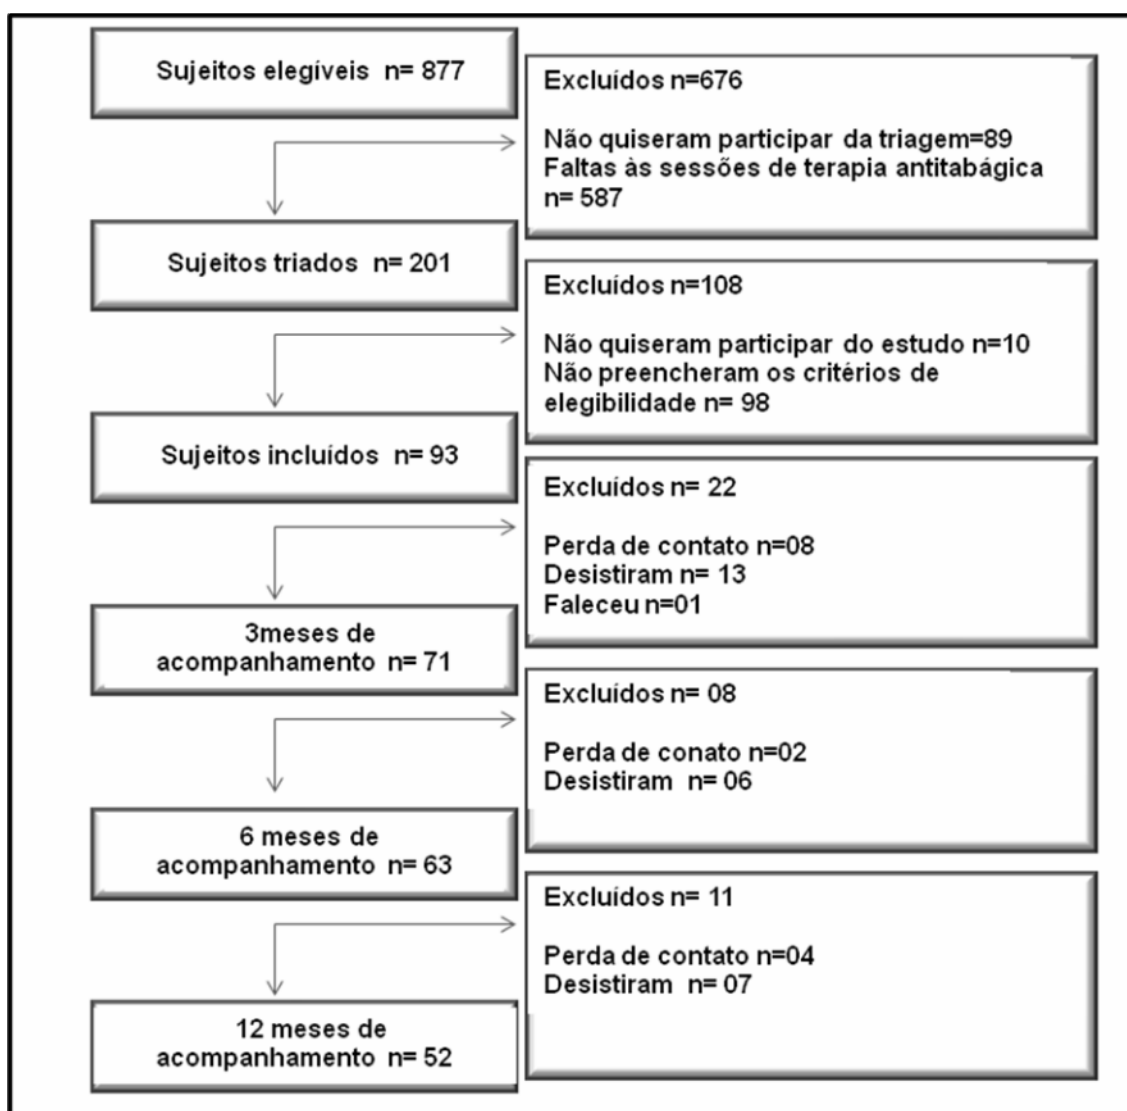 Sujeitos elegíveis n= 877
Excluídos n=676
Não quiseram participar da triagem=89
Faltas às sessões de terapia antitabágica
n= 587
Sujeitos triados n= 201
Excluídos n=108
Não quiseram participar do estudo n=10
Não preencheram os critérios de
elegibilidade n= 98
Sujeitos incluídos n= 93
Excluídos n= 22
Perda de contato n=08
Desistiram n= 13
Faleceu n=01
3meses de
acompanhamento n= 71
Excluídos n= 08
Perda de conato n=02
Desistiram n= 06
6 meses de
acompanhamento n= 63
Excluídos n= 11
Perda de contato n=04
Desistiram n= 07
12 meses de
acompanhamento n= 52